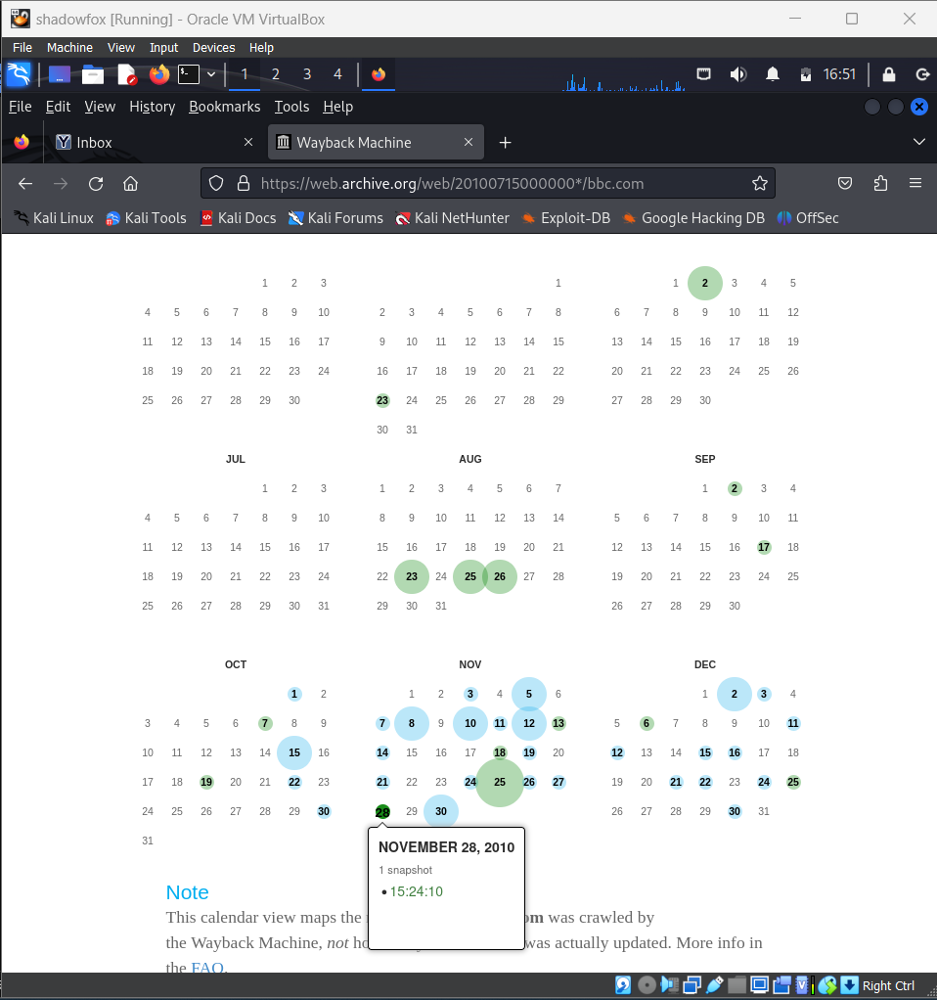 shadowfox [Running] - Oracle VM VirtualBox
File Machine View Input Devices Help
1 2 3 4 16:51
File Edit View History Bookmarks Tools Help
Inbox Wayback Machine
https://web.archive.org/web/20100715000000*/bbc.com
Kali Linux Kali Tools Kali Docs Kali Forums Kali NetHunter Exploit-DB Google Hacking DB OffSec
1 2 3 1 1 2 3 4 5
4 5 6 7 8 9 10 2 3 4 5 6 7 8 6 7 8 9 10 11 12
11 12 13 14 15 16 17 9 10 11 12 13 14 15 13 14 15 16 17 18 19
18 19 20 21 22 23 24 16 17 18 19 20 21 22 20 21 22 23 24 25 26
25 26 27 28 29 30 23 24 25 26 27 28 29 27 28 29 30
30 31
JUL AUG SEP
1 2 3 1 2 3 4 5 6 7 1 2 3 4
4 5 6 7 8 9 10 8 9 10 11 12 13 14 5 6 7 8 9 10 11
11 12 13 14 15 16 17 15 16 17 18 19 20 21 12 13 14 15 16 17 18
18 19 20 21 22 23 24 22 23 24 25 26 27 28 19 20 21 22 23 24 25
25 26 27 28 29 30 31 29 30 31 26 27 28 29 30
OCT NOV DEC
1 2 1 2 3 4 5 6 1 2 3 4
3 4 5 6 7 8 9 7 8 9 10 11 12 13 5 6 7 8 9 10 11
10 11 12 13 14 15 16 14 15 16 17 18 19 20 12 13 14 15 16 17 18
17 18 19 20 21 22 23 21 22 23 24 25 26 27 19 20 21 22 23 24 25
24 25 26 27 28 29 30 28 29 30 26 27 28 29 30 31
31
NOVEMBER 28, 2010
1 snapshot
• 15:24:10
Note
This calendar view maps the om was crawled by
the Wayback Machine, not ho was actually updated. More info in
the FAQ.
Right Ctrl